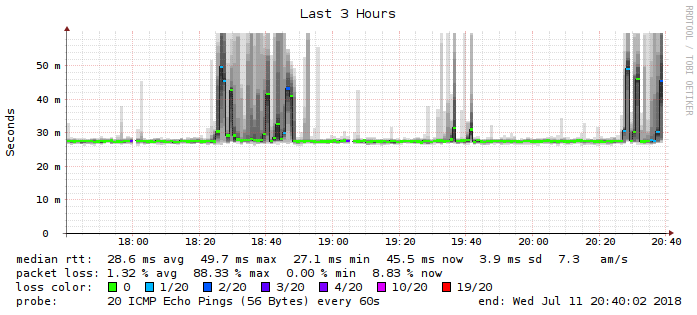 Last 3 Hours
RRDTOOL / TOBI OETIKER
Seconds
50 m
40 m
30 m
20 m
10 m
0
18:00 18:20 18:40 19:00 19:20 19:40 20:00 20:20 20:40
median rtt: 28.6 ms avg 49.7 ms max 27.1 ms min 45.5 ms now 3.9 ms sd 7.3 am/s
packet loss: 1.32 % avg 88.33 % max 0.00 % min 8.83 % now
loss color: 0 1/20 2/20 3/20 4/20 10/20 19/20
probe: 20 ICMP Echo Pings (56 Bytes) every 60s end: Wed Jul 11 20:40:02 2018